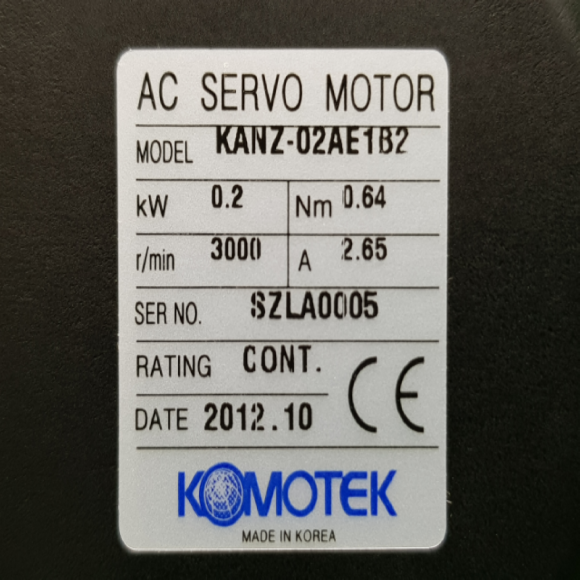 AC SERVO MOTOR
MODEL KANZ-02AE1B2
kW 0.2 Nm 0.64
r/min 3000 A 2.65
SER NO. SZLA0005
RATING CONT.
CE
DATE 2012.10
KOMOTEK
MADE IN KOREA